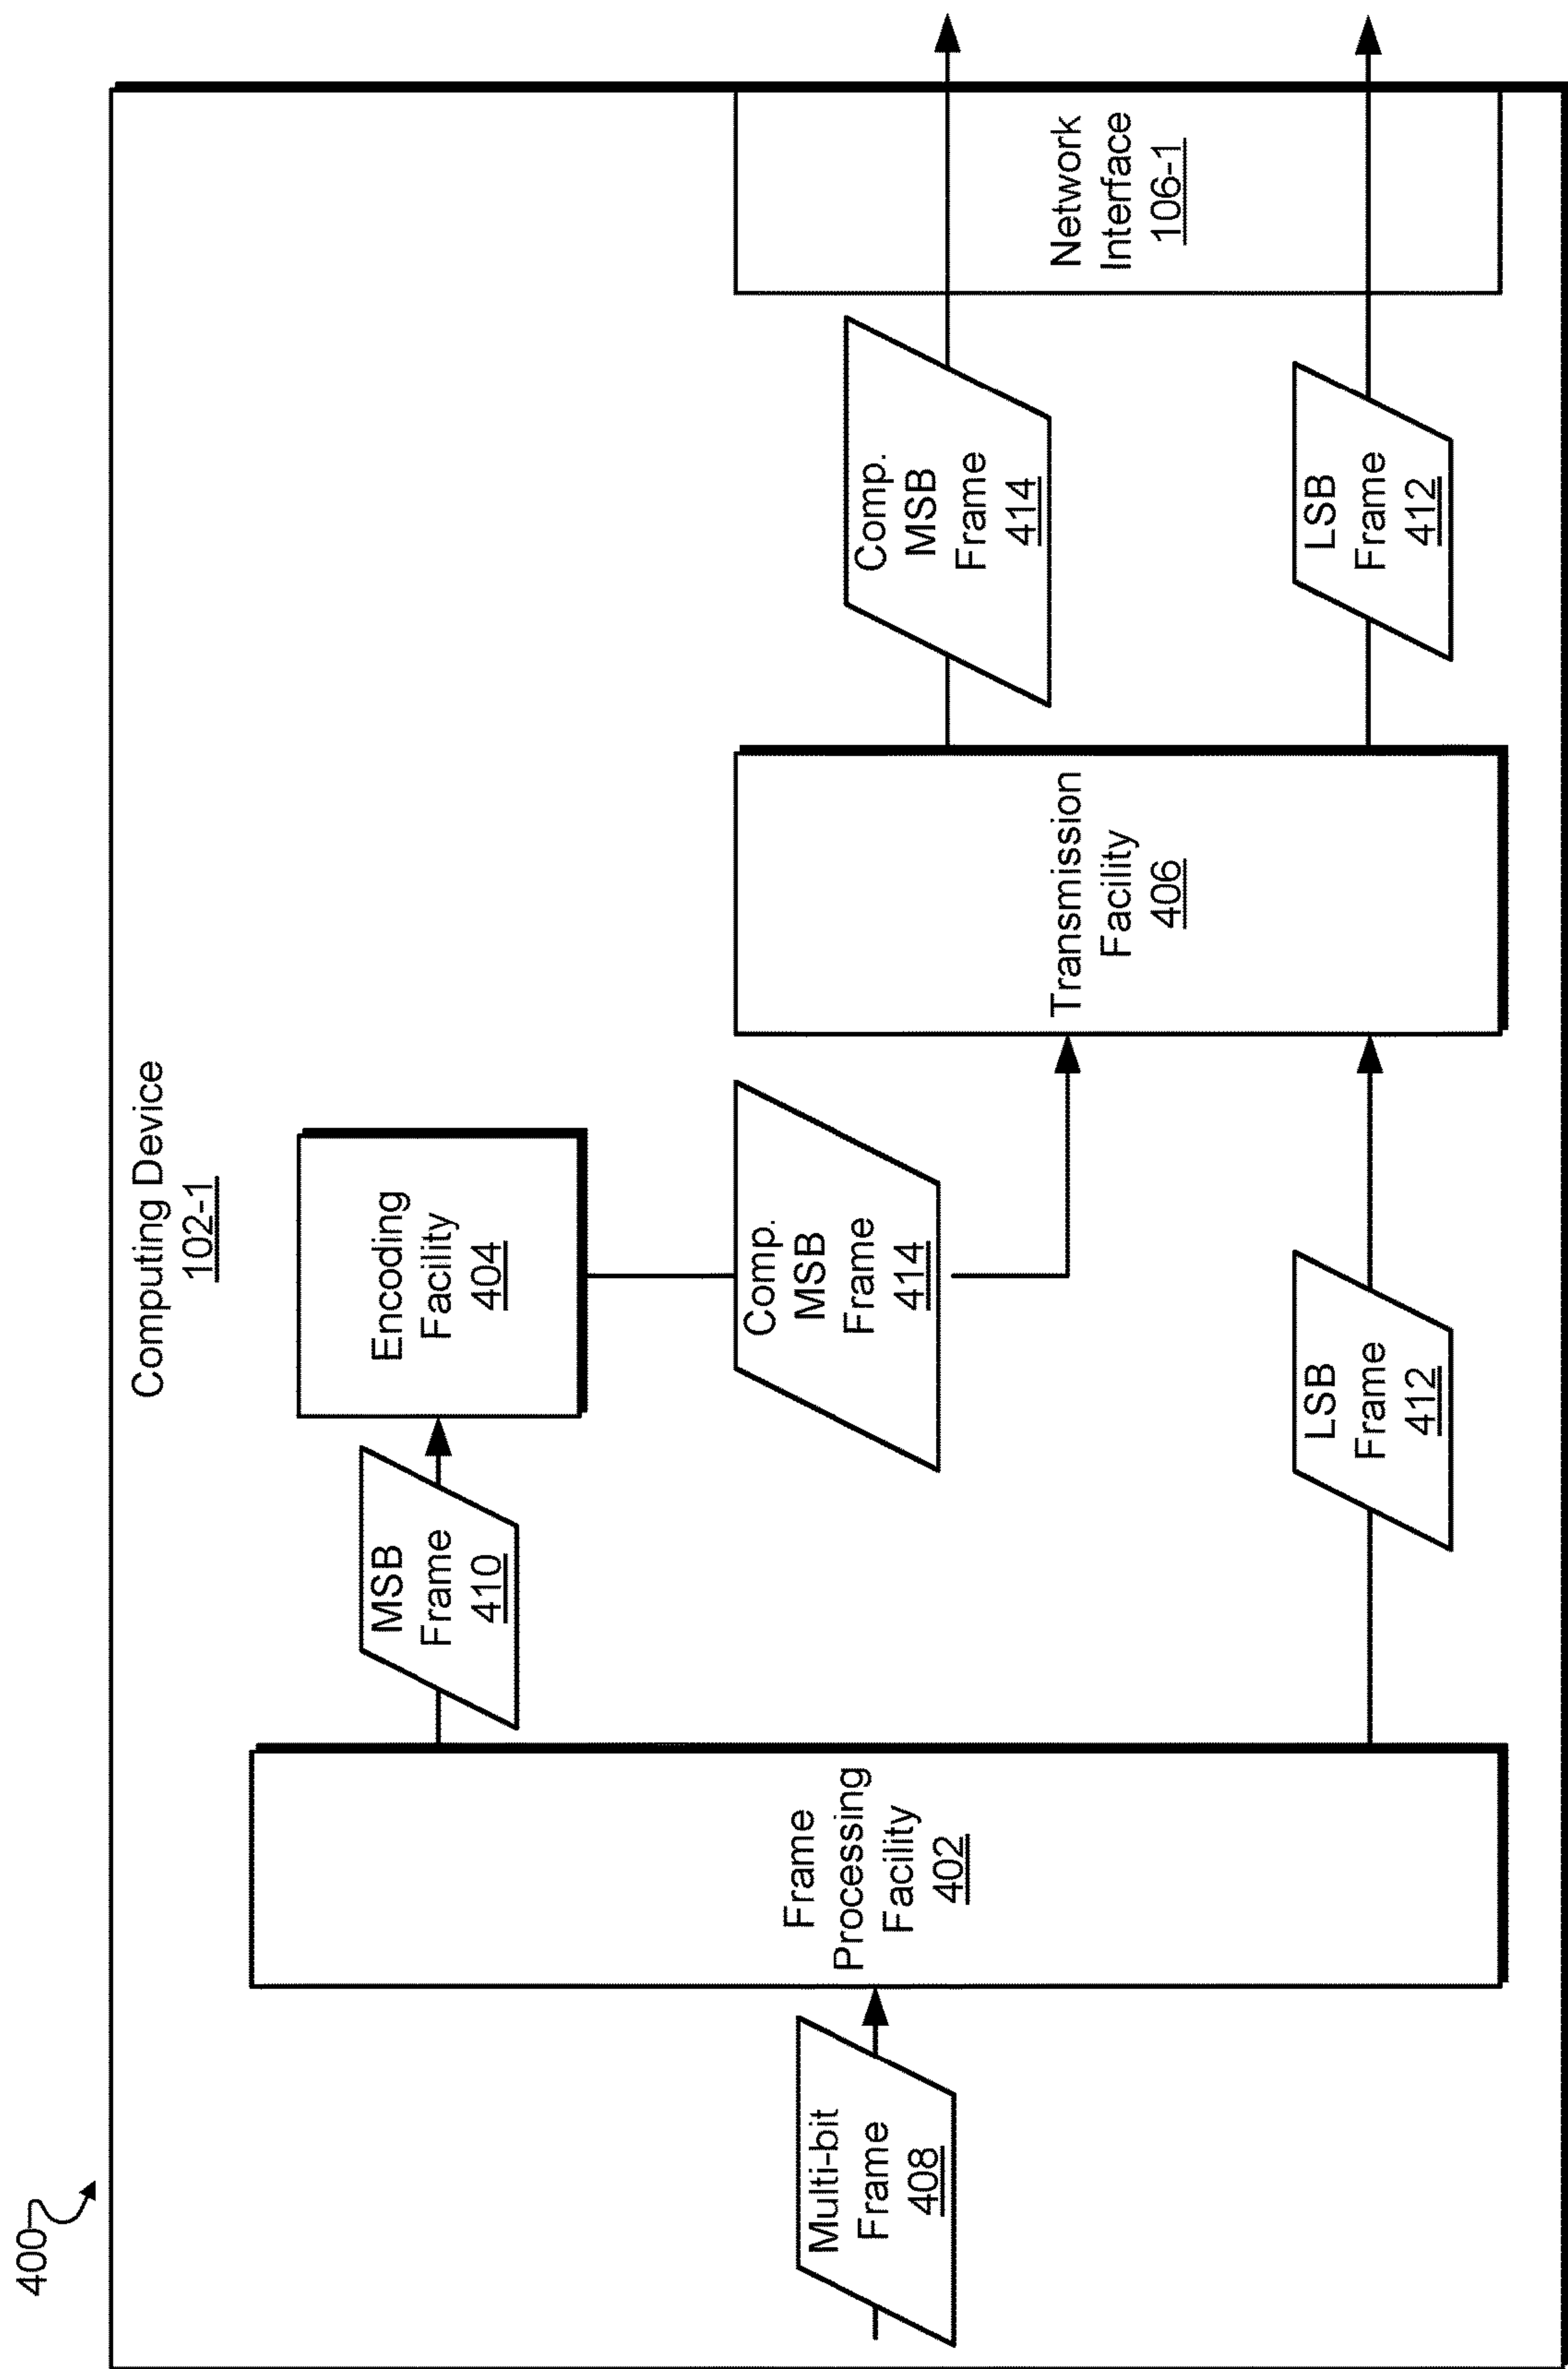 400
Computing Device
102-1
Multi-bit
Frame
408
Frame
Processing
Facility
402
MSB
Frame
410
Encoding
Facility
404
Comp.
MSB
Frame
414
LSB
Frame
412
Transmission
Facility
406
Comp.
MSB
Frame
414
LSB
Frame
412
Network
Interface
106-1